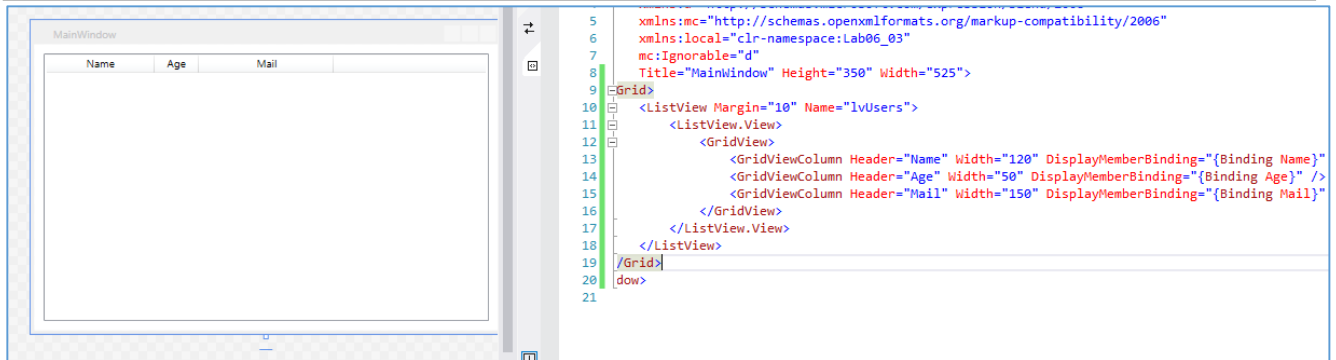 MainWindow
Name Age Mail
5 xmlns:mc="http://schemas.openxmlformats.org/markup-compatibility/2006"
6 xmlns:local="clr-namespace:Lab06_03"
7 mc:Ignorable="d"
8 Title="MainWindow" Height="350" Width="525">
9 Grid>
10 <ListView Margin="10" Name="lvUsers">
11 <ListView.View>
12 <GridView>
13 <GridViewColumn Header="Name" Width="120" DisplayMemberBinding="{Binding Name}"
14 <GridViewColumn Header="Age" Width="50" DisplayMemberBinding="{Binding Age}" />
15 <GridViewColumn Header="Mail" Width="150" DisplayMemberBinding="{Binding Mail}"
16 </GridView>
17 </ListView.View>
18 </ListView>
19 /Grid>
20 dow>
21